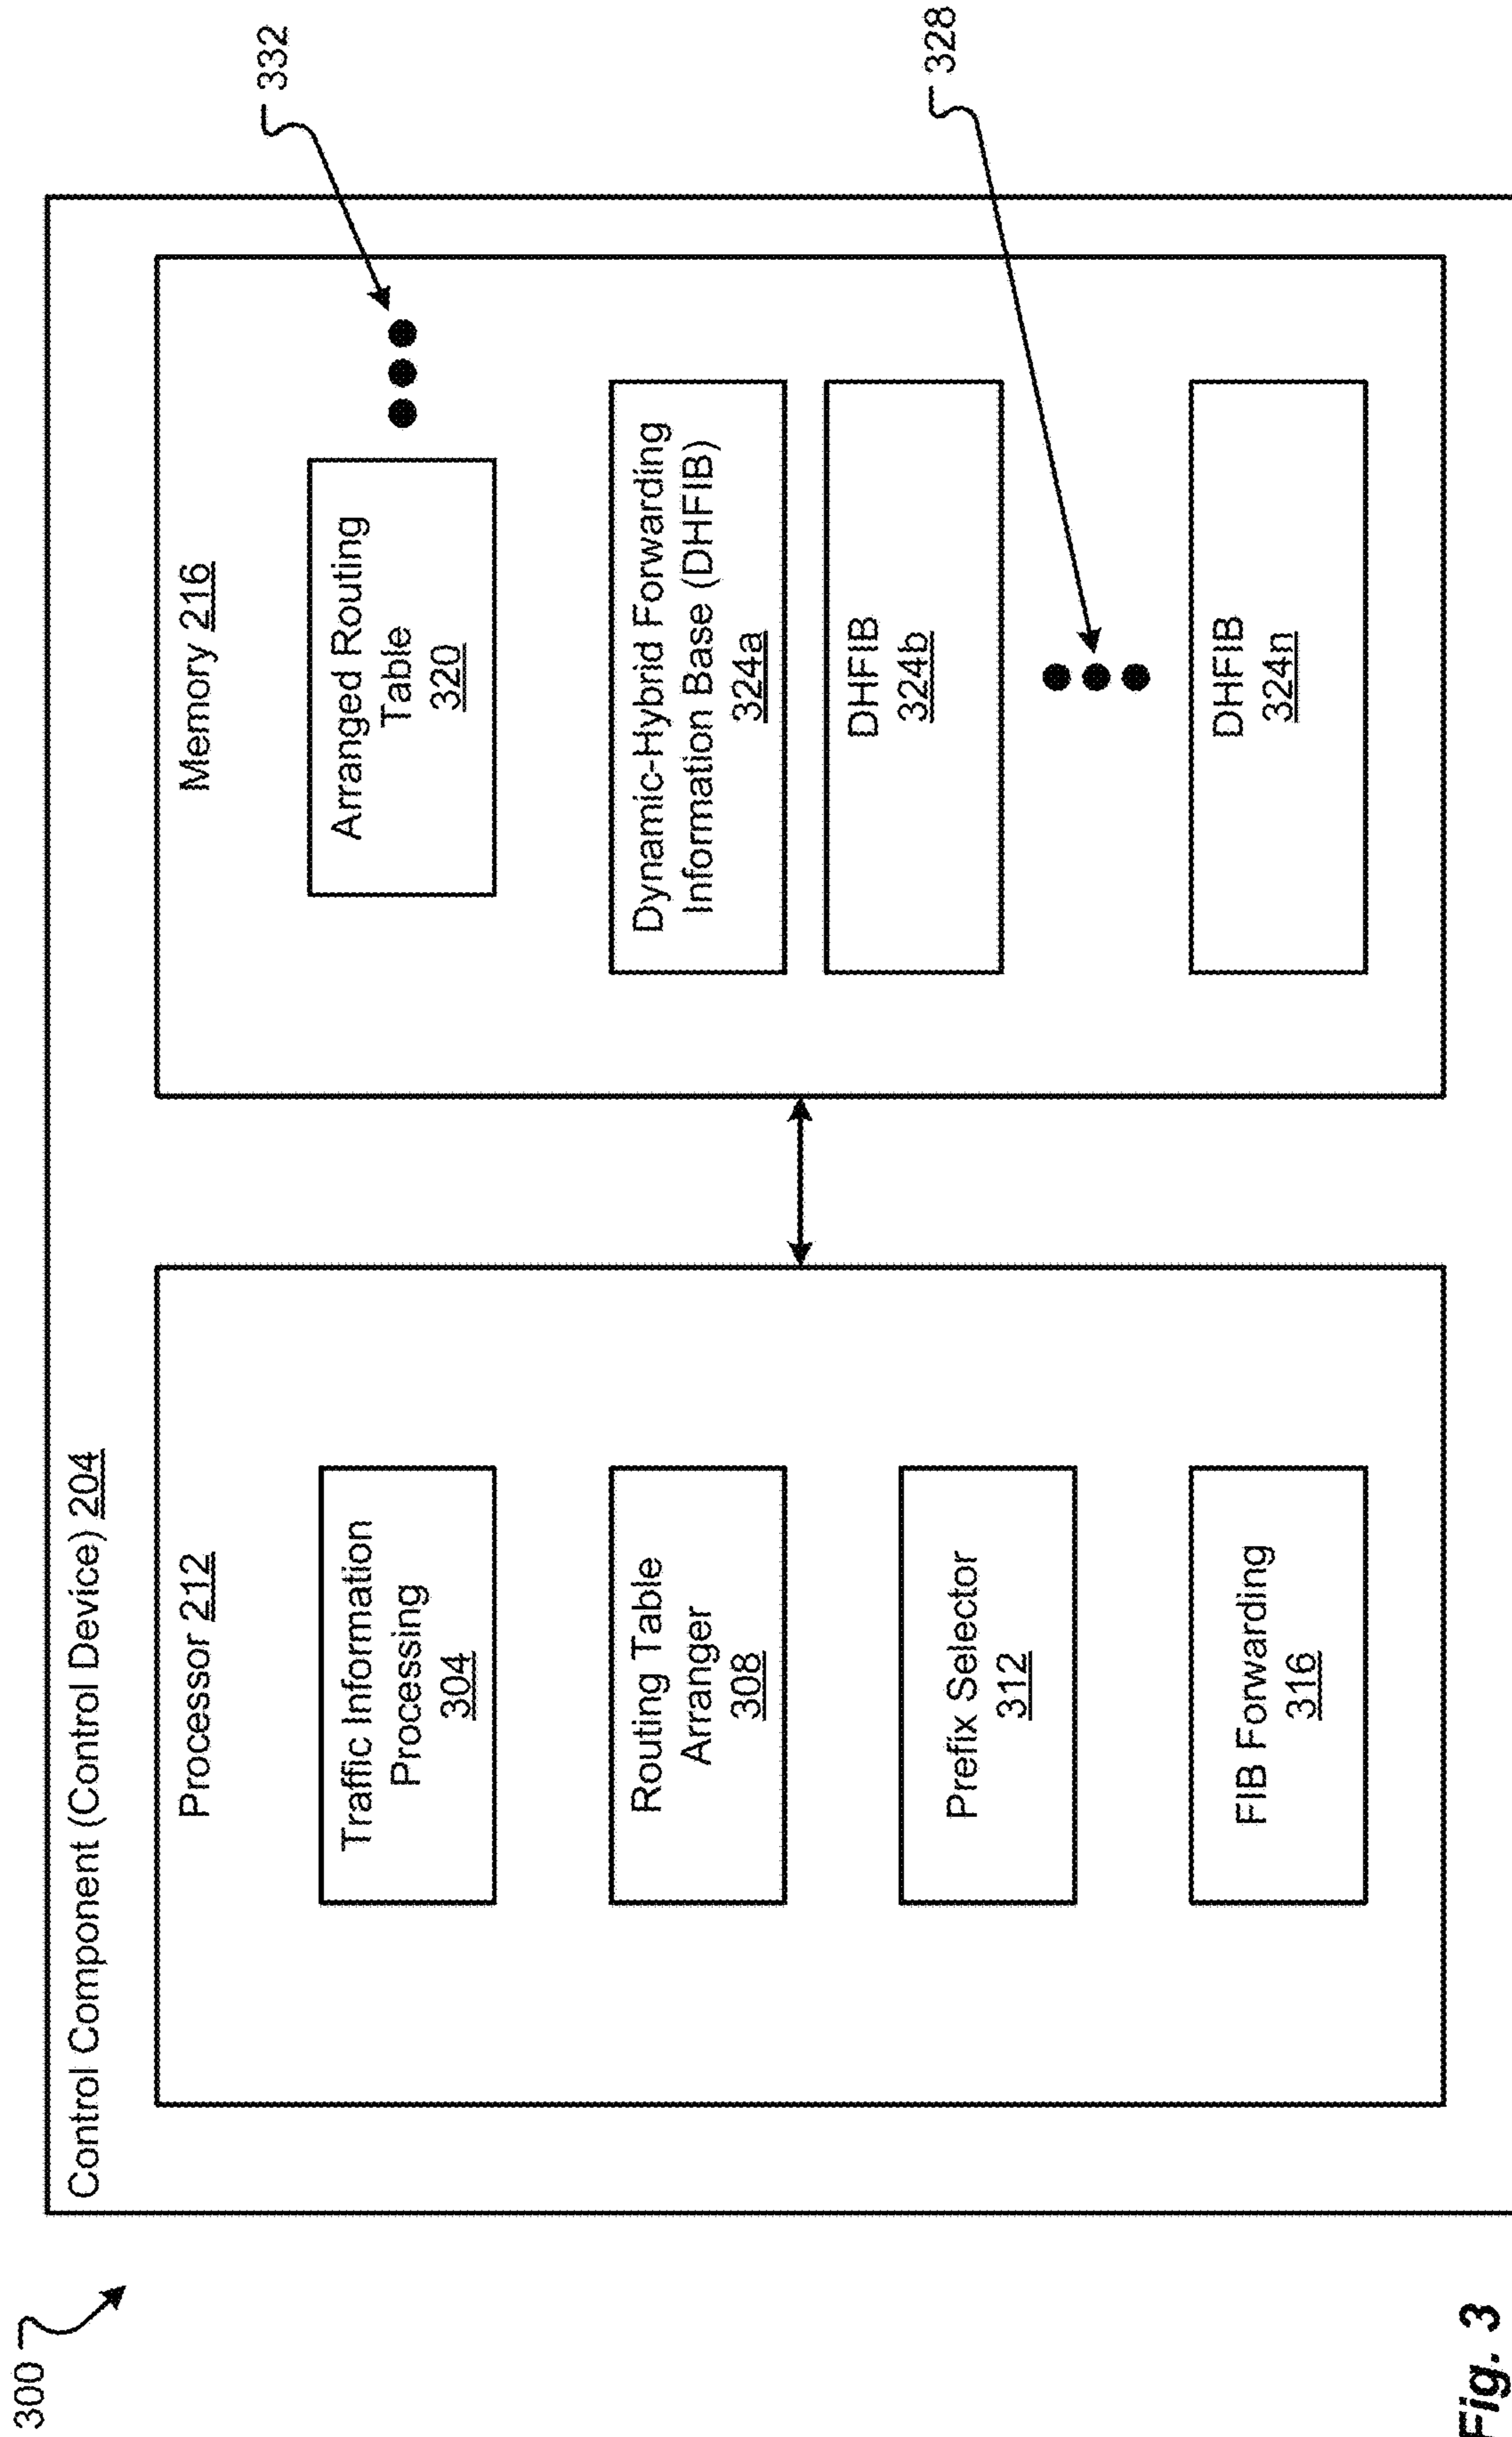 300
Control Component (Control Device) 204
Processor 212
Traffic Information
Processing
304
Routing Table
Arranger
308
Prefix Selector
312
FIB Forwarding
316
Memory 216
Arranged Routing
Table
320
332
Dynamic-Hybrid Forwarding
Information Base (DHFIB)
324a
DHFIB
324b
328
DHFIB
324n
Fig. 3